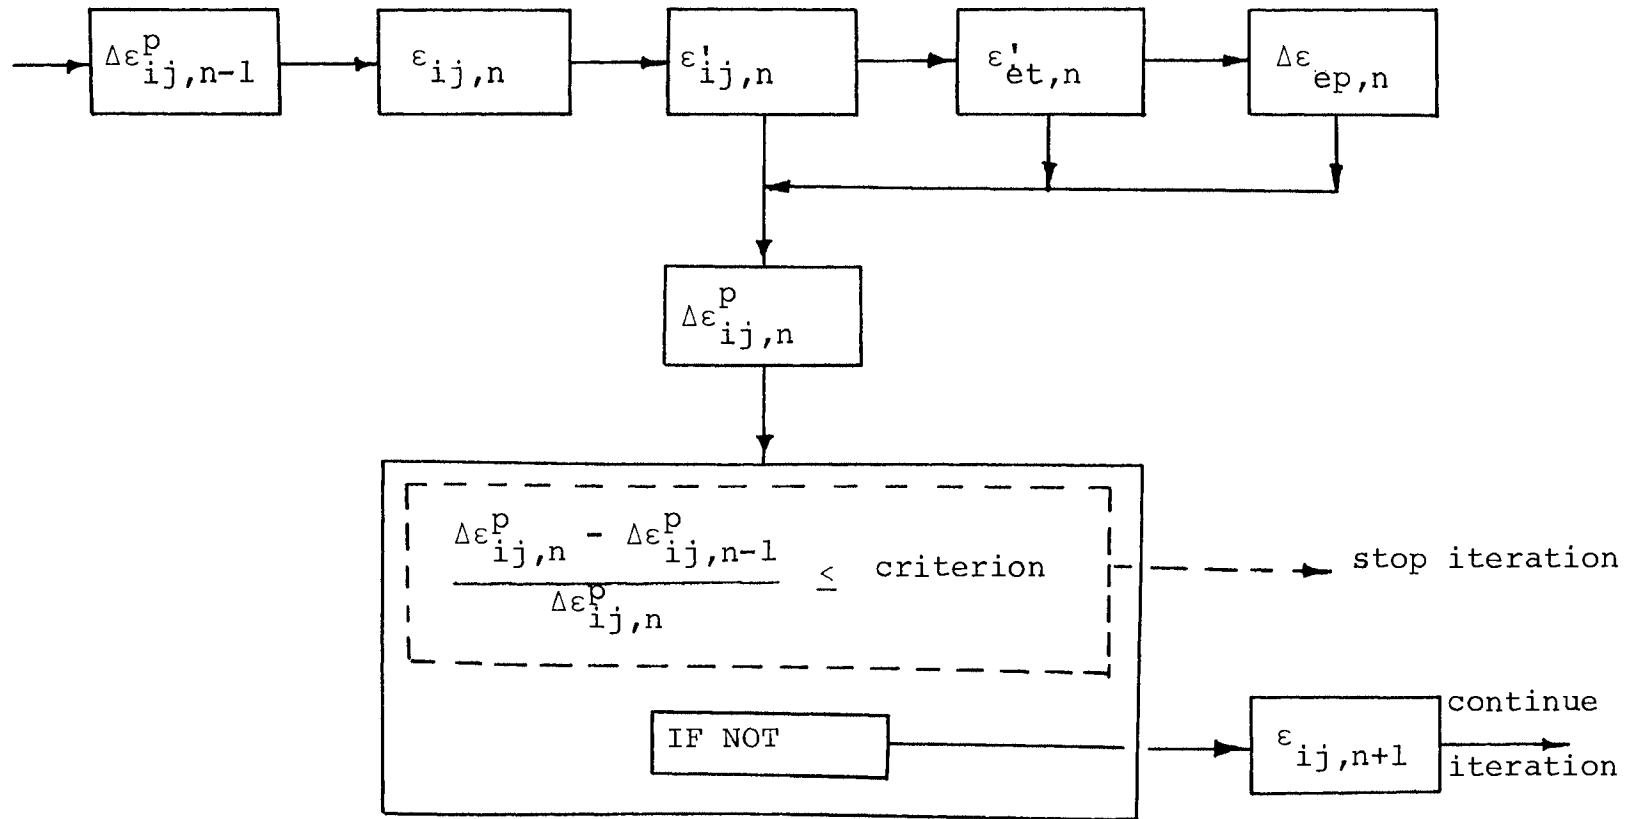 Δε^p_ij,n-1
ε_ij,n
ε'_ij,n
ε'_et,n
Δε_ep,n
Δε^p_ij,n
Δε^p_ij,n - Δε^p_ij,n-1
Δε^p_ij,n
≤ criterion
stop iteration
IF NOT
ε_ij,n+1
continue
iteration